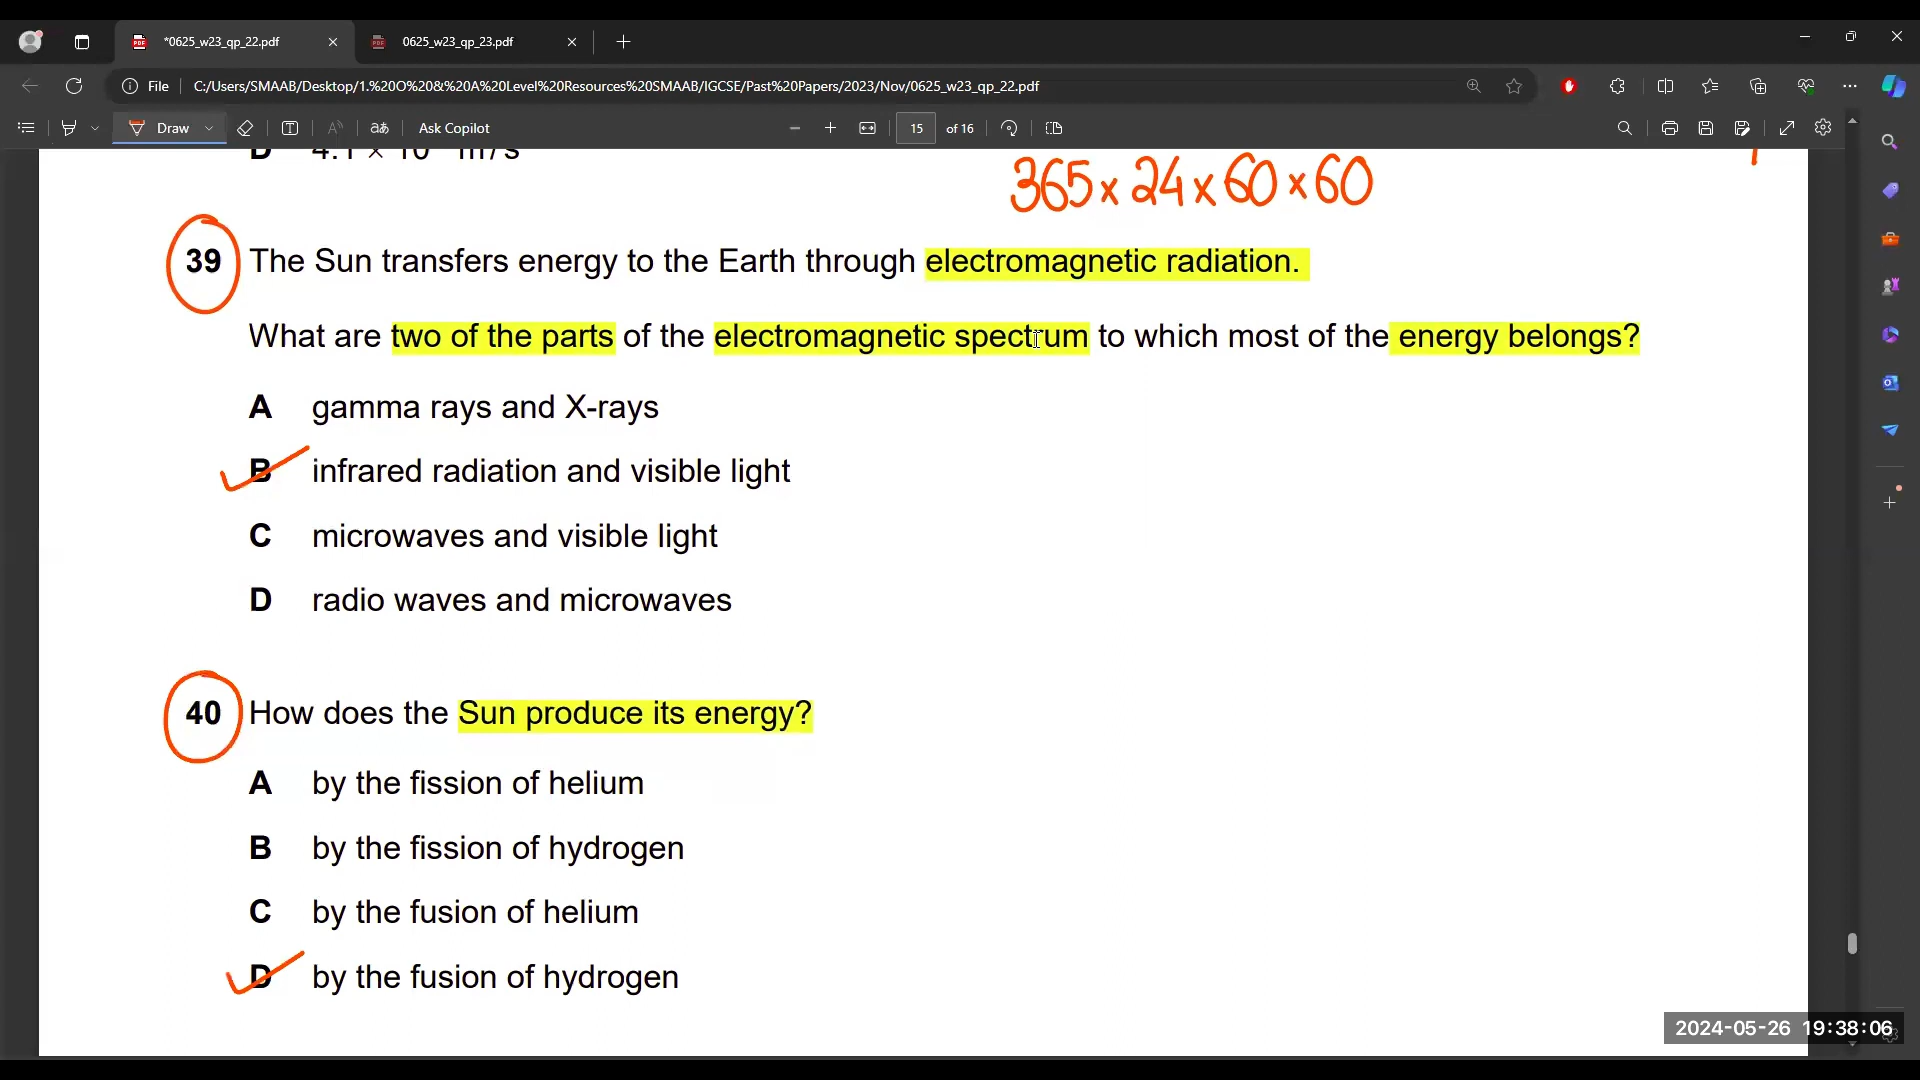 *0625_w23_qp_22.pdf
0625_w23_qp_23.pdf
File
C:/Users/SMAAB/Desktop/1.%20O%20&%20A%20Level%20Resources%20SMAAB/IGCSE/Past%20Papers/2023/Nov/0625_w23_qp_22.pdf
Draw
aあ
Ask Copilot
15 of 16
365 × 24 × 60 × 60
39 The Sun transfers energy to the Earth through electromagnetic radiation.
What are two of the parts of the electromagnetic spectrum to which most of the energy belongs?
A gamma rays and X-rays
B infrared radiation and visible light
C microwaves and visible light
D radio waves and microwaves
40 How does the Sun produce its energy?
A by the fission of helium
B by the fission of hydrogen
C by the fusion of helium
D by the fusion of hydrogen
2024-05-26 19:38:06